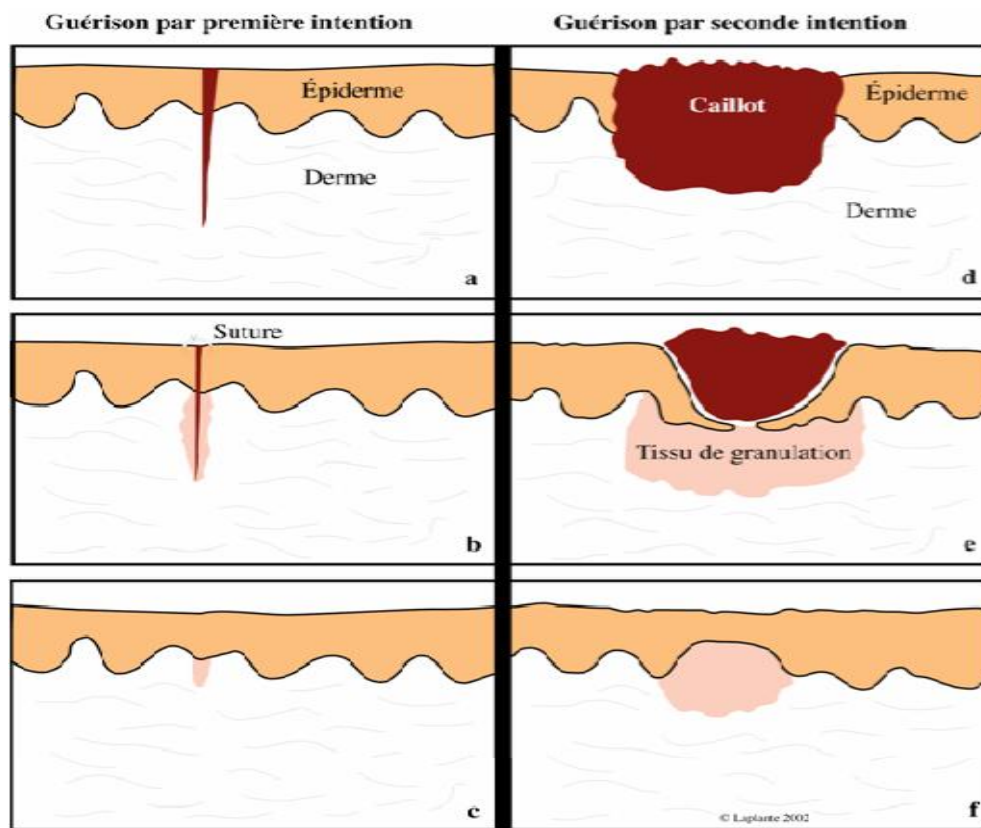 Guérison par première intention
Guérison par seconde intention
Épiderme
Derme
a
Caillot
Épiderme
Derme
d
Suture
b
Tissu de granulation
e
c
f
© Laplante 2002